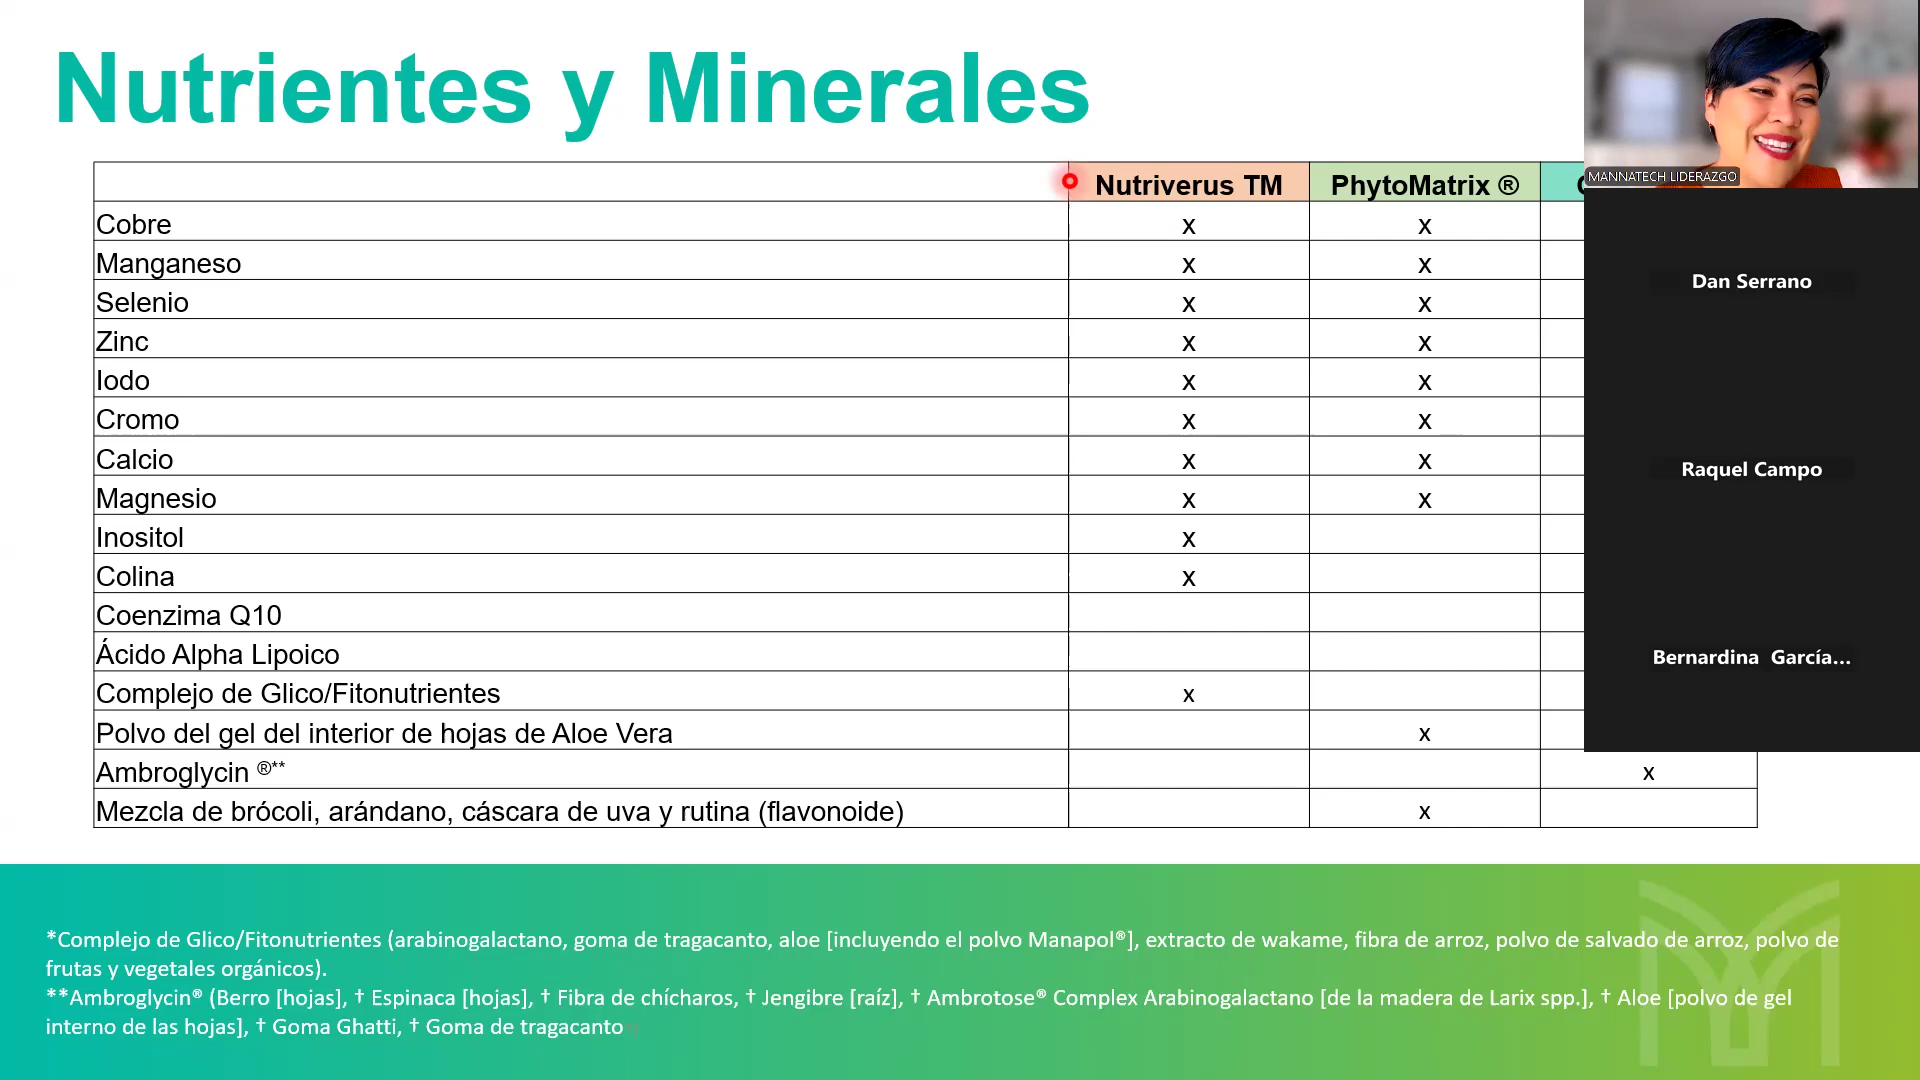 Nutrientes y Minerales
Nutriverus TM PhytoMatrix ®
Cobre x x
Manganeso x x
Selenio x x
Zinc x x
Iodo x x
Cromo x x
Calcio x x
Magnesio x x
Inositol x
Colina x
Coenzima Q10
Ácido Alpha Lipoico
Complejo de Glico/Fitonutrientes x
Polvo del gel del interior de hojas de Aloe Vera x
Ambroglycin ®** x
Mezcla de brócoli, arándano, cáscara de uva y rutina (flavonoide) x
MANNATECH LIDERAZGO
Dan Serrano
Raquel Campo
Bernardina García...
*Complejo de Glico/Fitonutrientes (arabinogalactano, goma de tragacanto, aloe [incluyendo el polvo Manapol®], extracto de wakame, fibra de arroz, polvo de salvado de arroz, polvo de
frutas y vegetales orgánicos).
**Ambroglycin® (Berro [hojas], † Espinaca [hojas], † Fibra de chícharos, † Jengibre [raíz], † Ambrotose® Complex Arabinogalactano [de la madera de Larix spp.], † Aloe [polvo de gel
interno de las hojas], † Goma Ghatti, † Goma de tragacanto